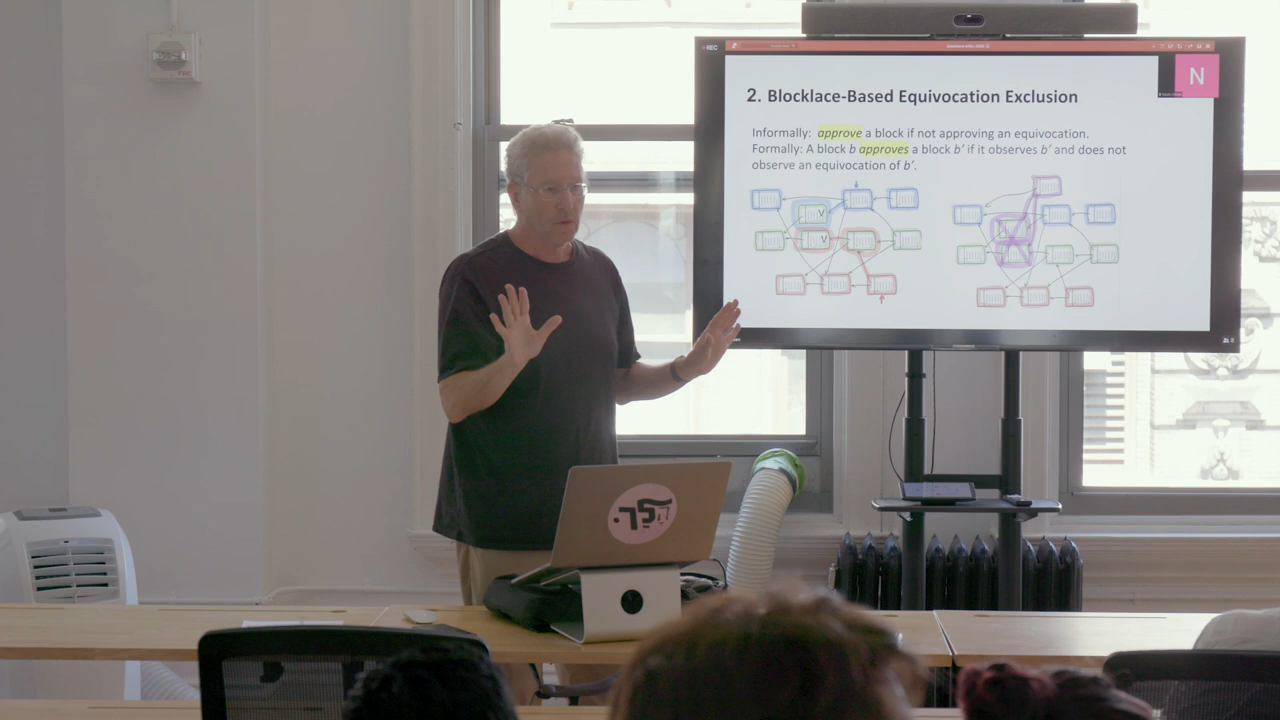 REC
N
2. Blocklace-Based Equivocation Exclusion
Informally: approve a block if not approving an equivocation.
Formally: A block b approves a block b’ if it observes b’ and does not
observe an equivocation of b’.
V
V